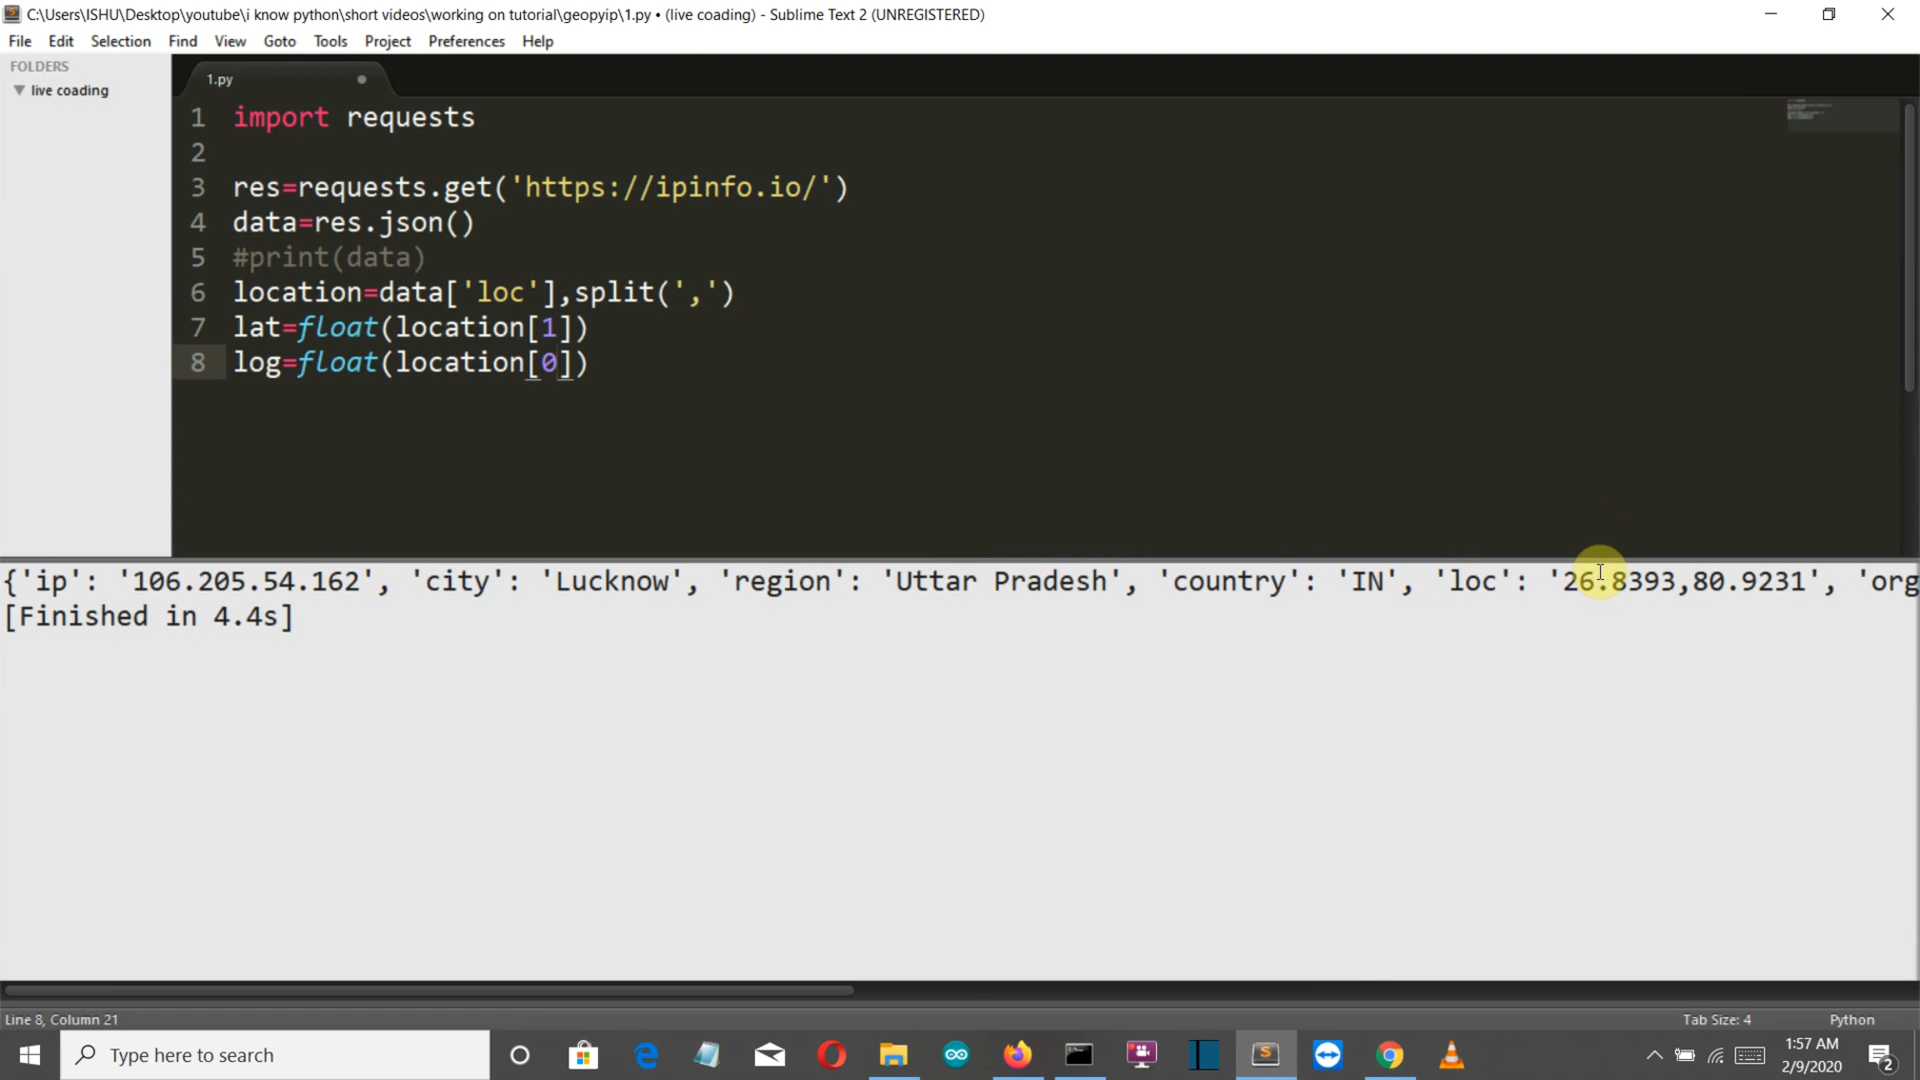 C:\Users\ISHU\Desktop\youtube\i know python\short videos\working on tutorial\geopyip\1.py • (live coading) - Sublime Text 2 (UNREGISTERED)
File Edit Selection Find View Goto Tools Project Preferences Help
FOLDERS
live coading
1.py
1 import requests
2
3 res=requests.get('https://ipinfo.io/')
4 data=res.json()
5 #print(data)
6 location=data['loc'],split(',')
7 lat=float(location[1])
8 log=float(location[0])
{'ip': '106.205.54.162', 'city': 'Lucknow', 'region': 'Uttar Pradesh', 'country': 'IN', 'loc': '26.8393,80.9231', 'org
[Finished in 4.4s]
Line 8, Column 21
Tab Size: 4
Python
Type here to search
1:57 AM
2/9/2020
2